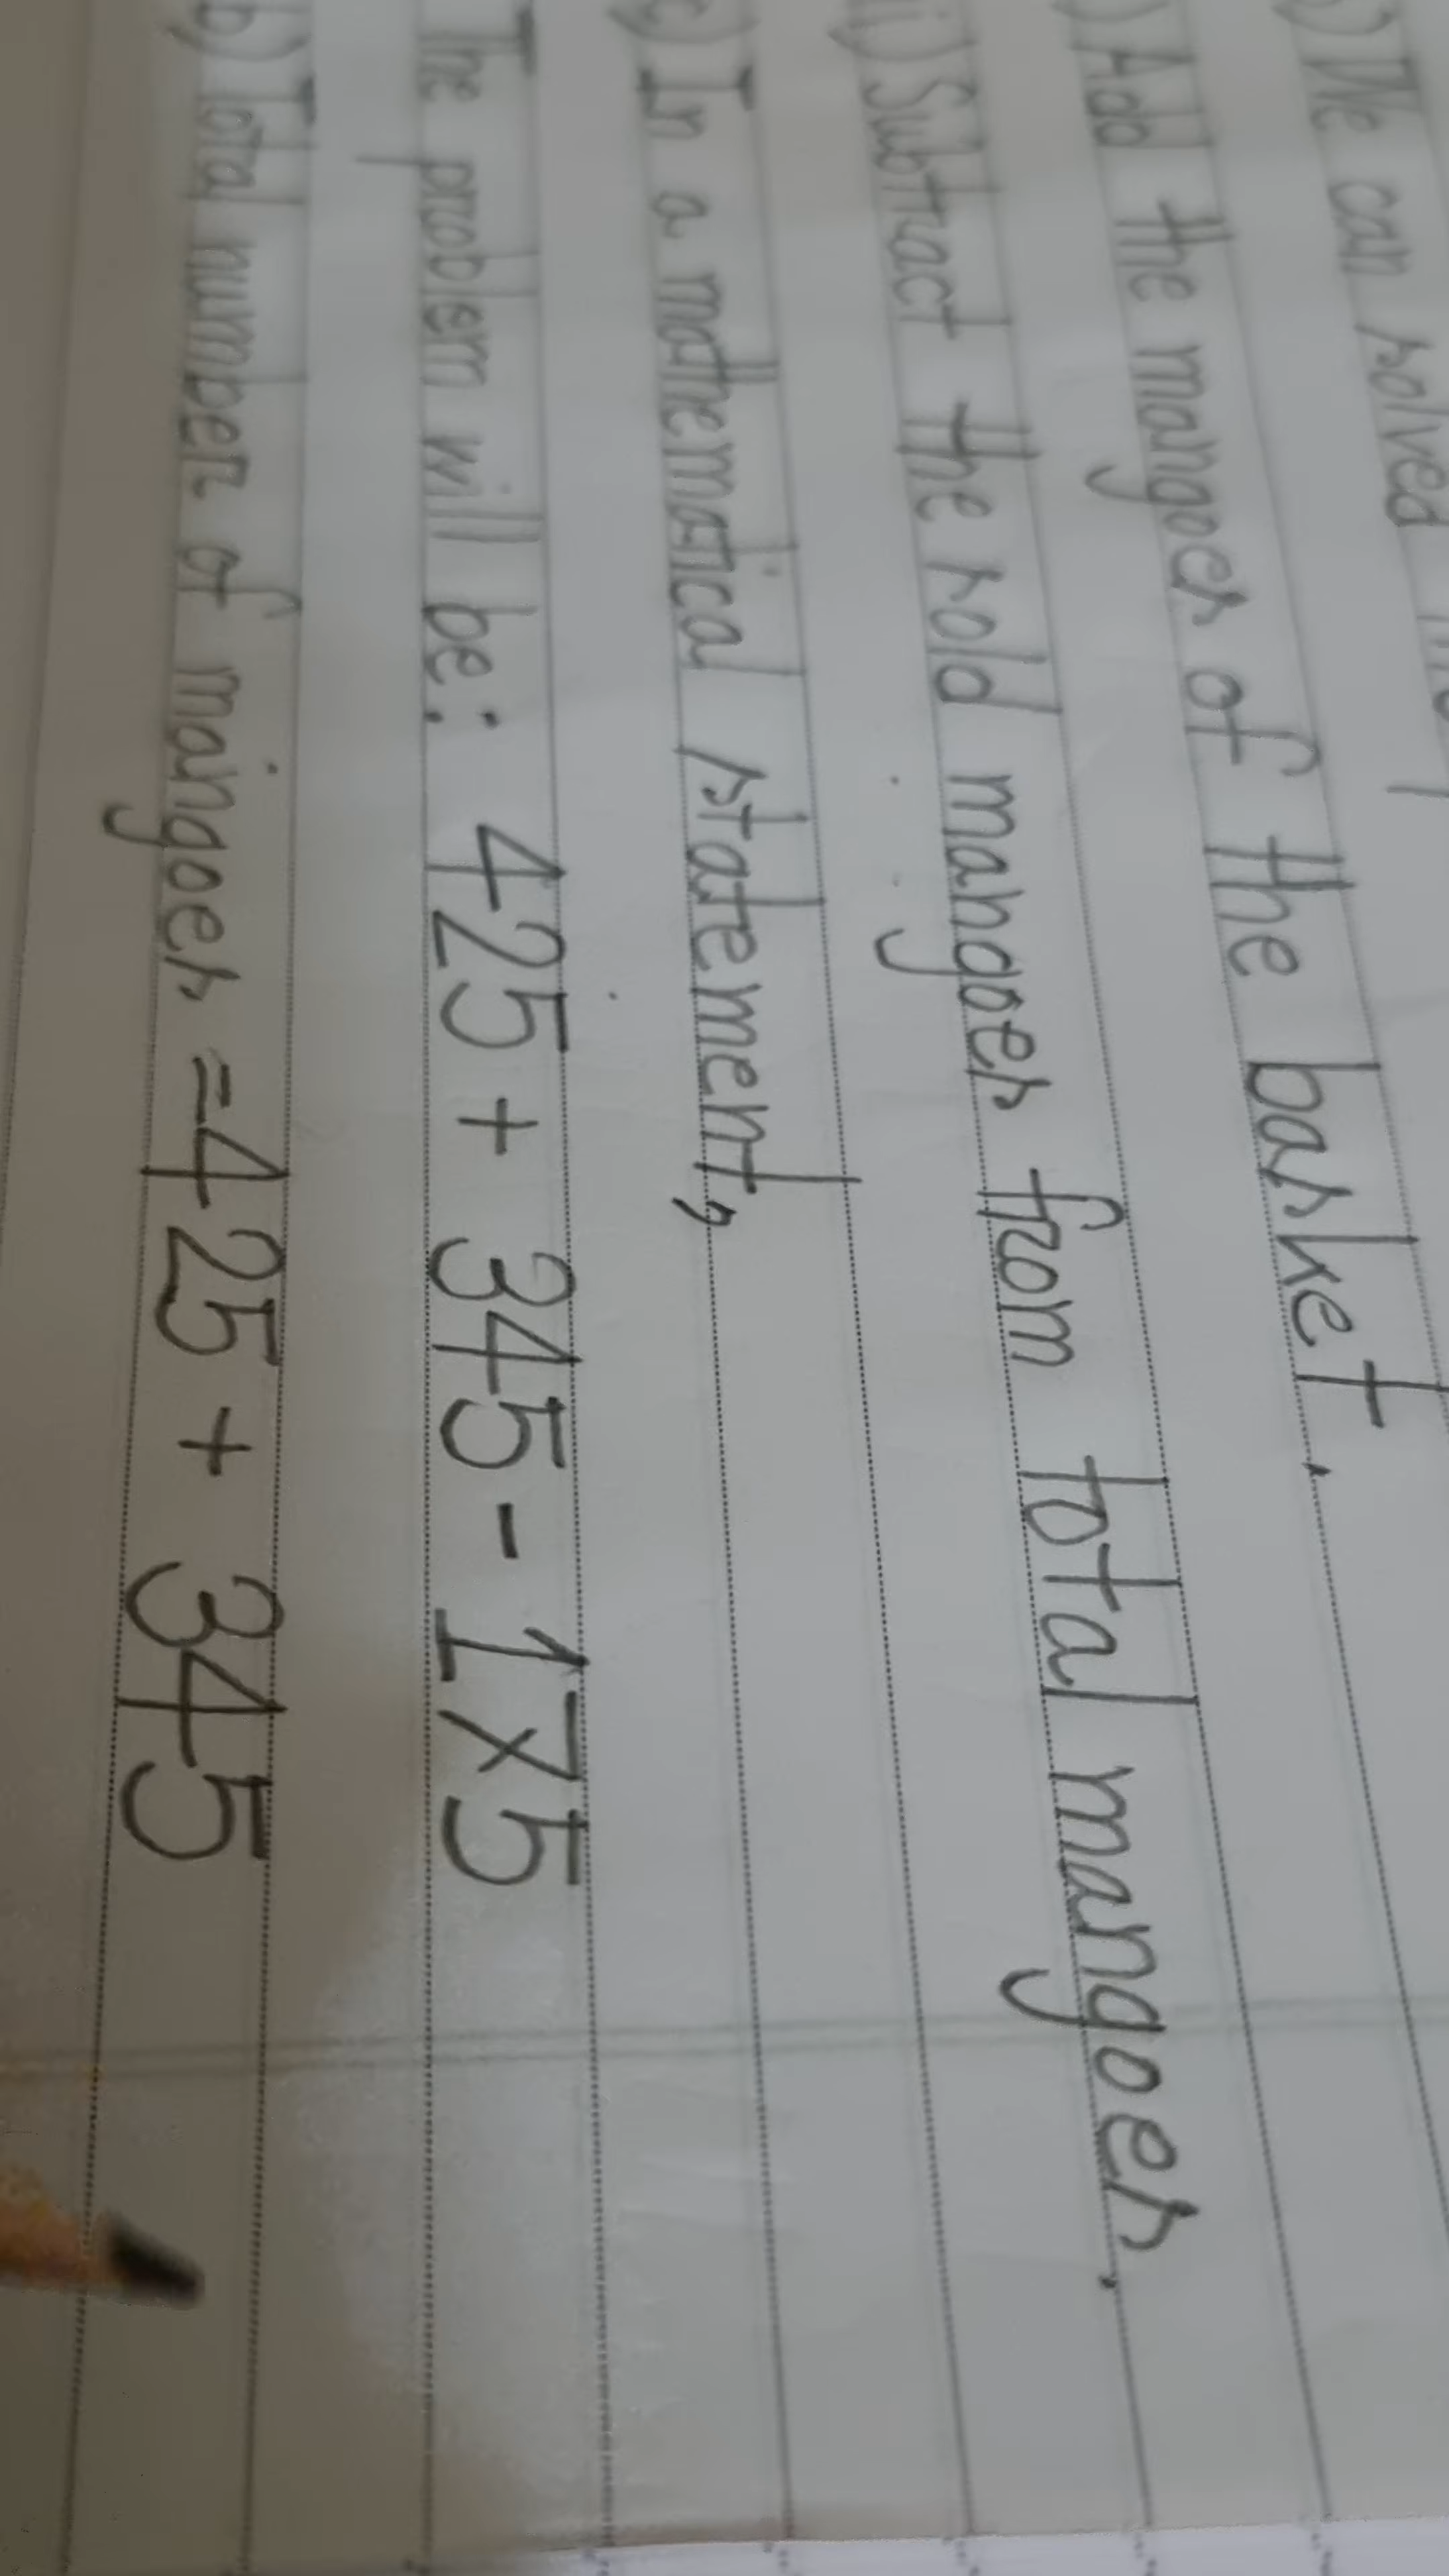 b) We can solved
i) Add the mangoes of the basket.
ii) Subtract the sold mangoes from total mangoes.
c) In a mathematical statement,
The problem will be: 425 + 345 - 175
b) Total number of mangoes = 425 + 345